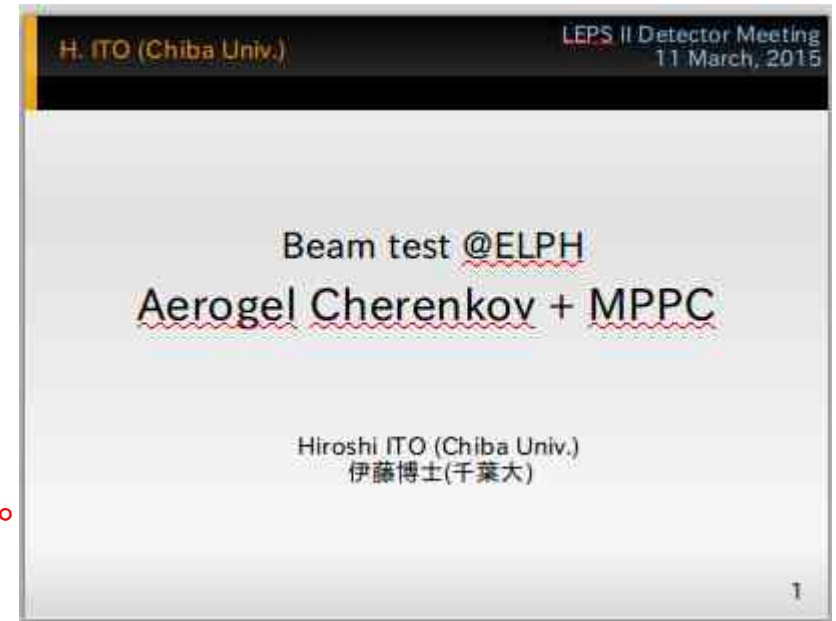 H. ITO (Chiba Univ.)
LEPS II Detector Meeting
11 March, 2015
Beam test @ELPH
Aerogel Cherenkov + MPPC
Hiroshi ITO (Chiba Univ.)
伊藤博士(千葉大)
。
1